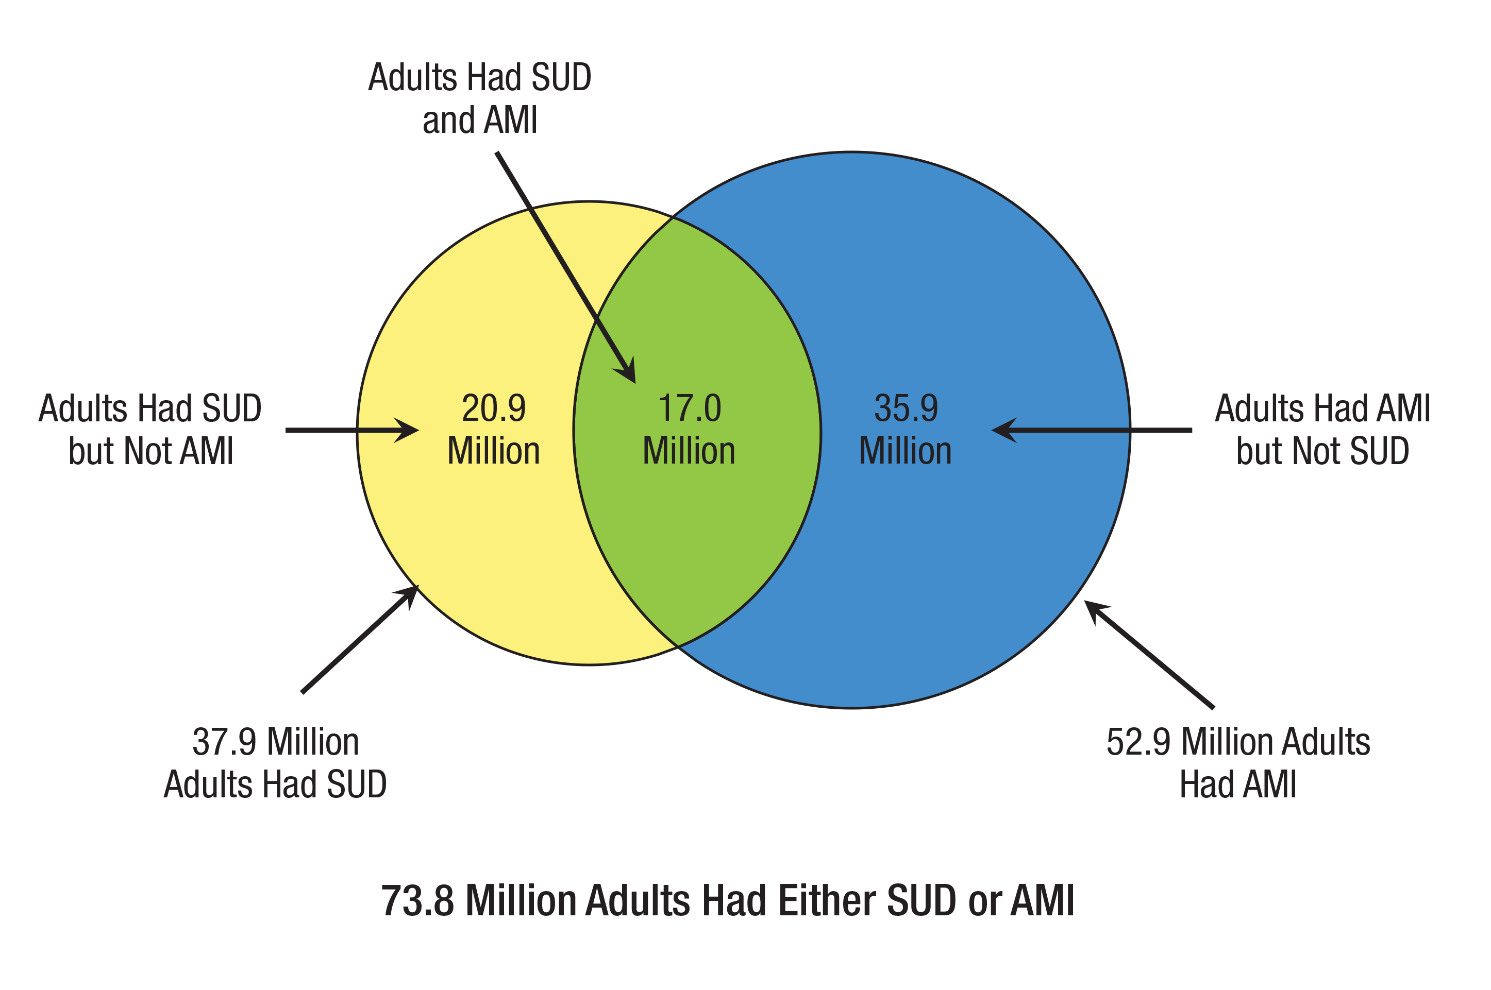 Adults Had SUD
and AMI
Adults Had SUD
but Not AMI
20.9
Million
17.0
Million
35.9
Million
Adults Had AMI
but Not SUD
37.9 Million
Adults Had SUD
52.9 Million Adults
Had AMI
73.8 Million Adults Had Either SUD or AMI